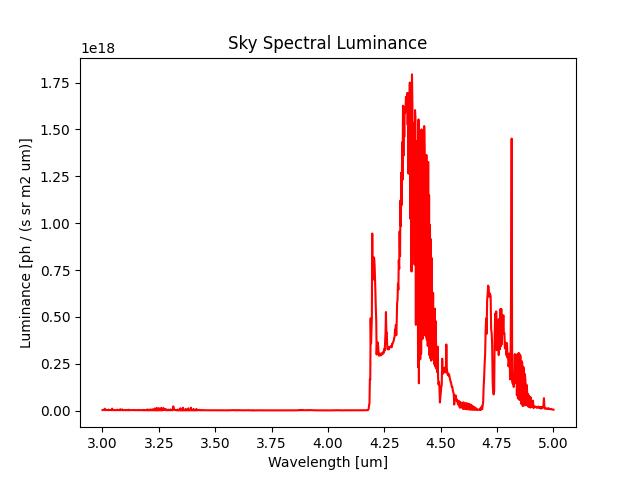 Sky Spectral Luminance
1e18
1.75
1.50
1.25
1.00
0.75
0.50
0.25
0.00
Luminance [ph / (s sr m2 um)]
3.00 3.25 3.50 3.75 4.00 4.25 4.50 4.75 5.00
Wavelength [um]